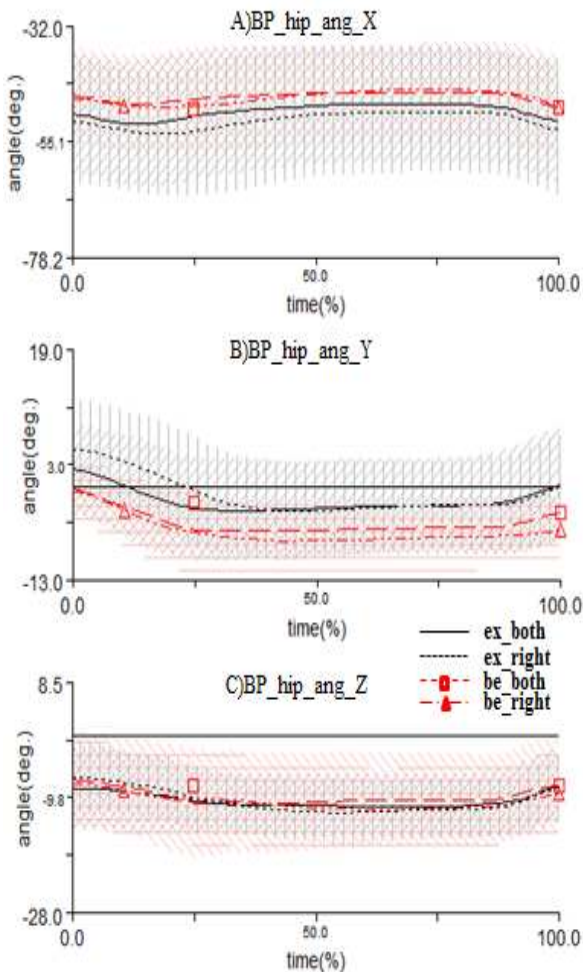 A)BP_hip_ang_X
-32.0
-55.1
-78.2
angle(deg.)
0.0
50.0
100.0
time(%)
B)BP_hip_ang_Y
19.0
3.0
-13.0
angle(deg.)
0.0
50.0
100.0
time(%)
ex_both
ex_right
be_both
be_right
C)BP_hip_ang_Z
8.5
-9.8
-28.0
angle(deg.)
0.0
50.0
100.0
time(%)